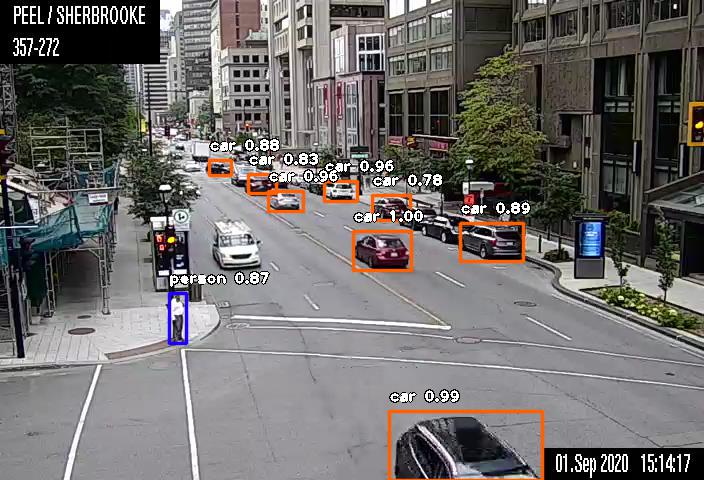 PEEL / SHERBROOKE
357-272
car 0.88
car 0.83
car 0.96
car 0.96
car 0.78
car 0.89
car 1.00
person 0.87
car 0.99
01.Sep 2020 15:14:17